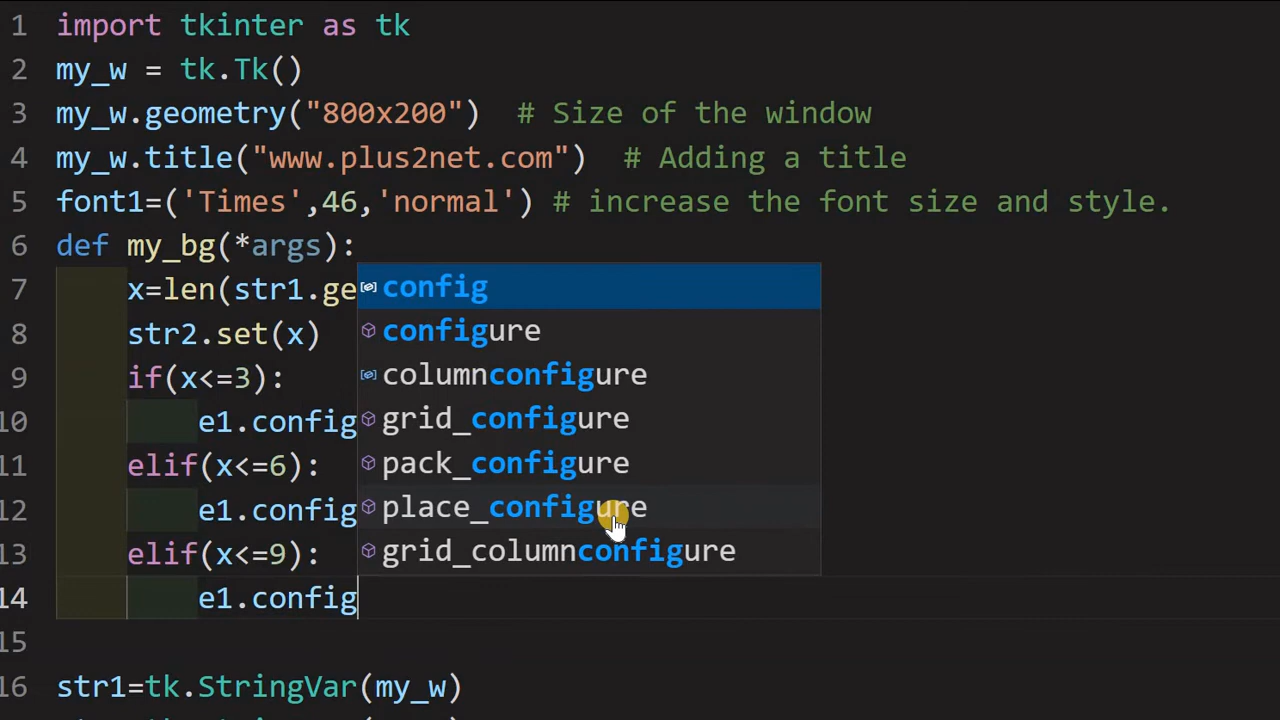 1 import tkinter as tk
2 my_w = tk.Tk()
3 my_w.geometry("800x200")  # Size of the window
4 my_w.title("www.plus2net.com")  # Adding a title
5 font1=('Times',46,'normal') # increase the font size and style.
6 def my_bg(*args):
7 x=len(str1.ge
config
8 str2.set(x)
configure
9 if(x<=3):
columnconfigure
10 e1.config
grid_configure
11 elif(x<=6):
pack_configure
12 e1.config
place_configure
13 elif(x<=9):
grid_columnconfigure
14 e1.config
15
16 str1=tk.StringVar(my_w)